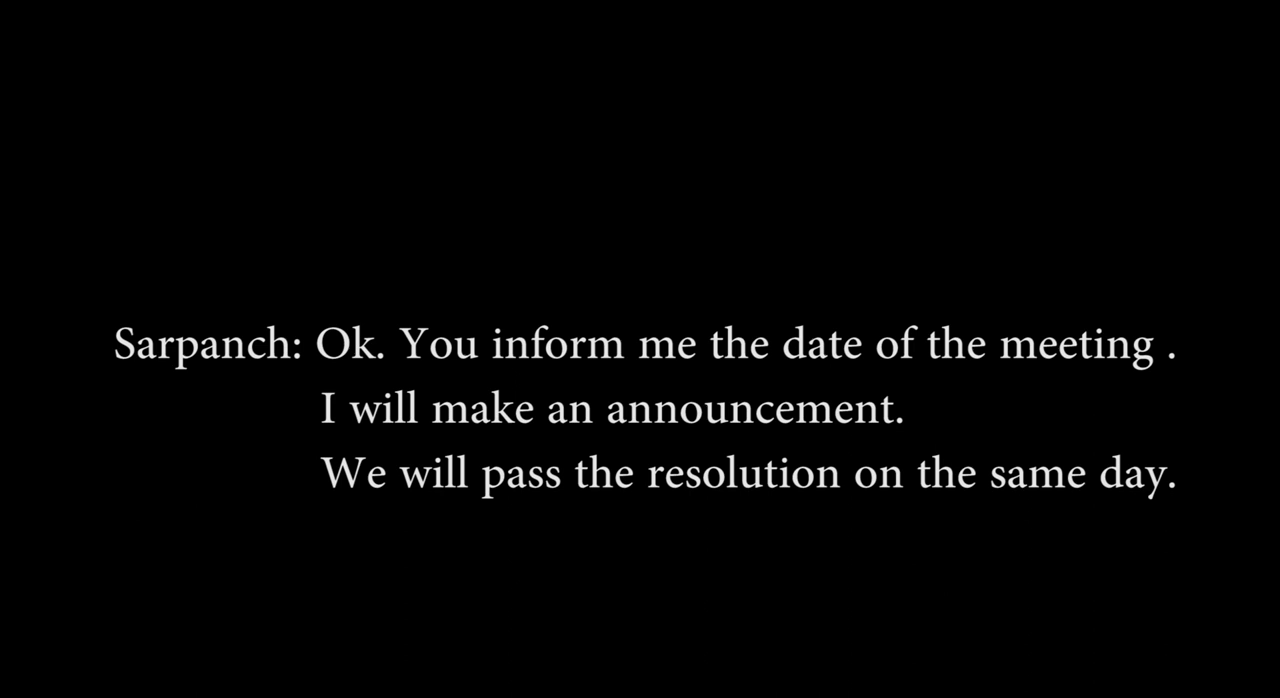 Sarpanch: Ok. You inform me the date of the meeting .
I will make an announcement.
We will pass the resolution on the same day.